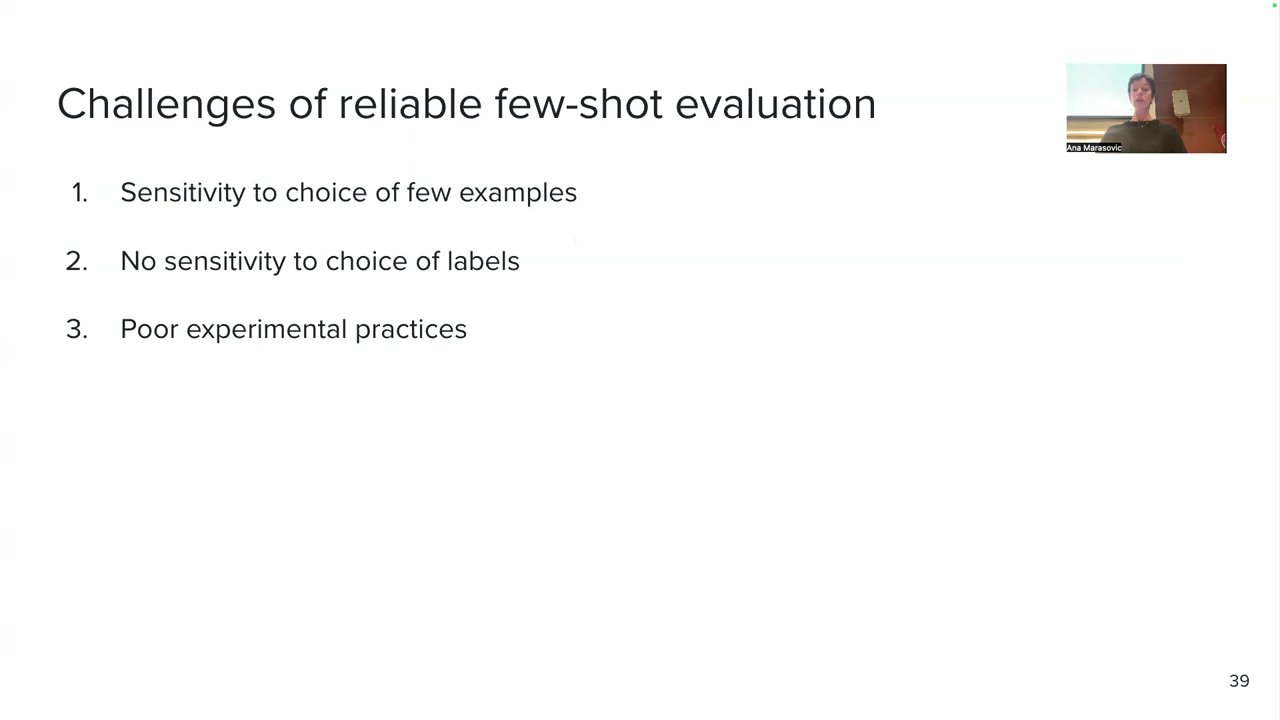 Challenges of reliable few-shot evaluation
Ana Marasovic
1. Sensitivity to choice of few examples
2. No sensitivity to choice of labels
3. Poor experimental practices
39